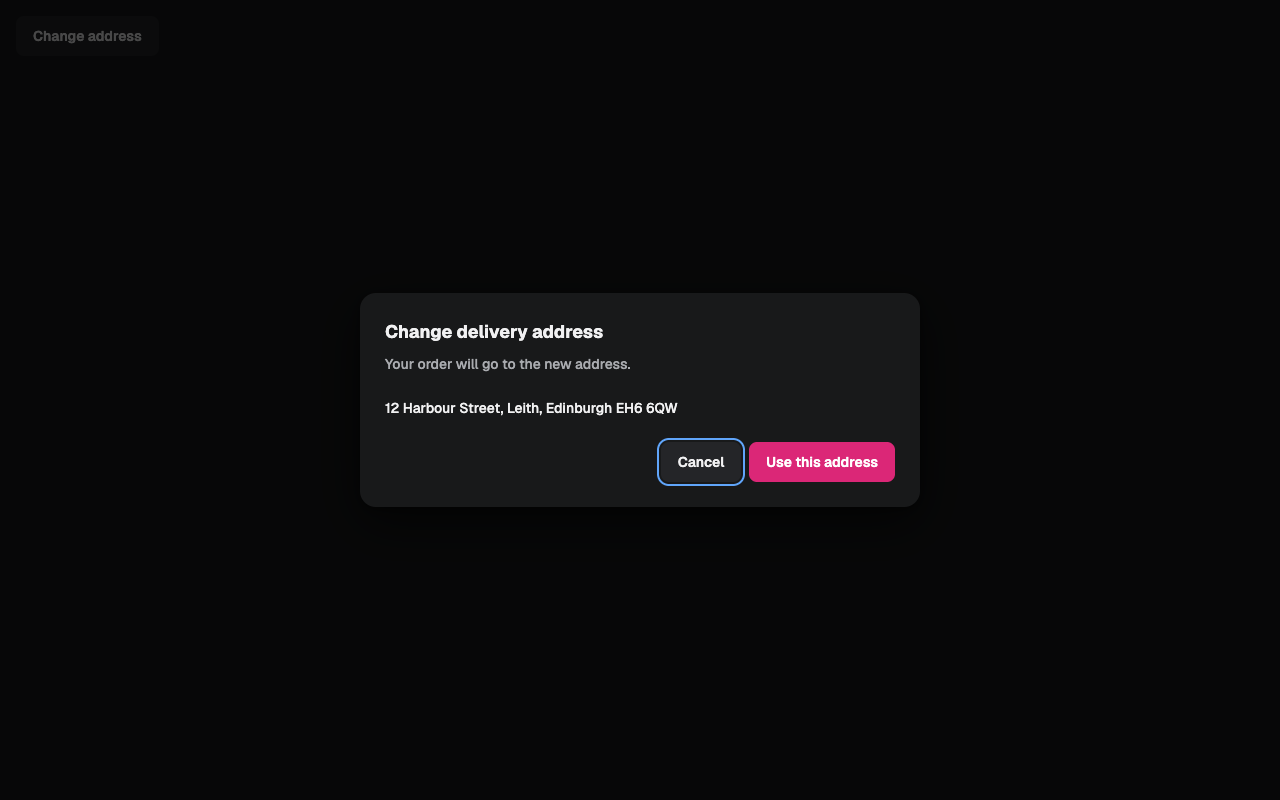 Change address
Change delivery address
Your order will go to the new address.
12 Harbour Street, Leith, Edinburgh EH6 6QW
Cancel
Use this address